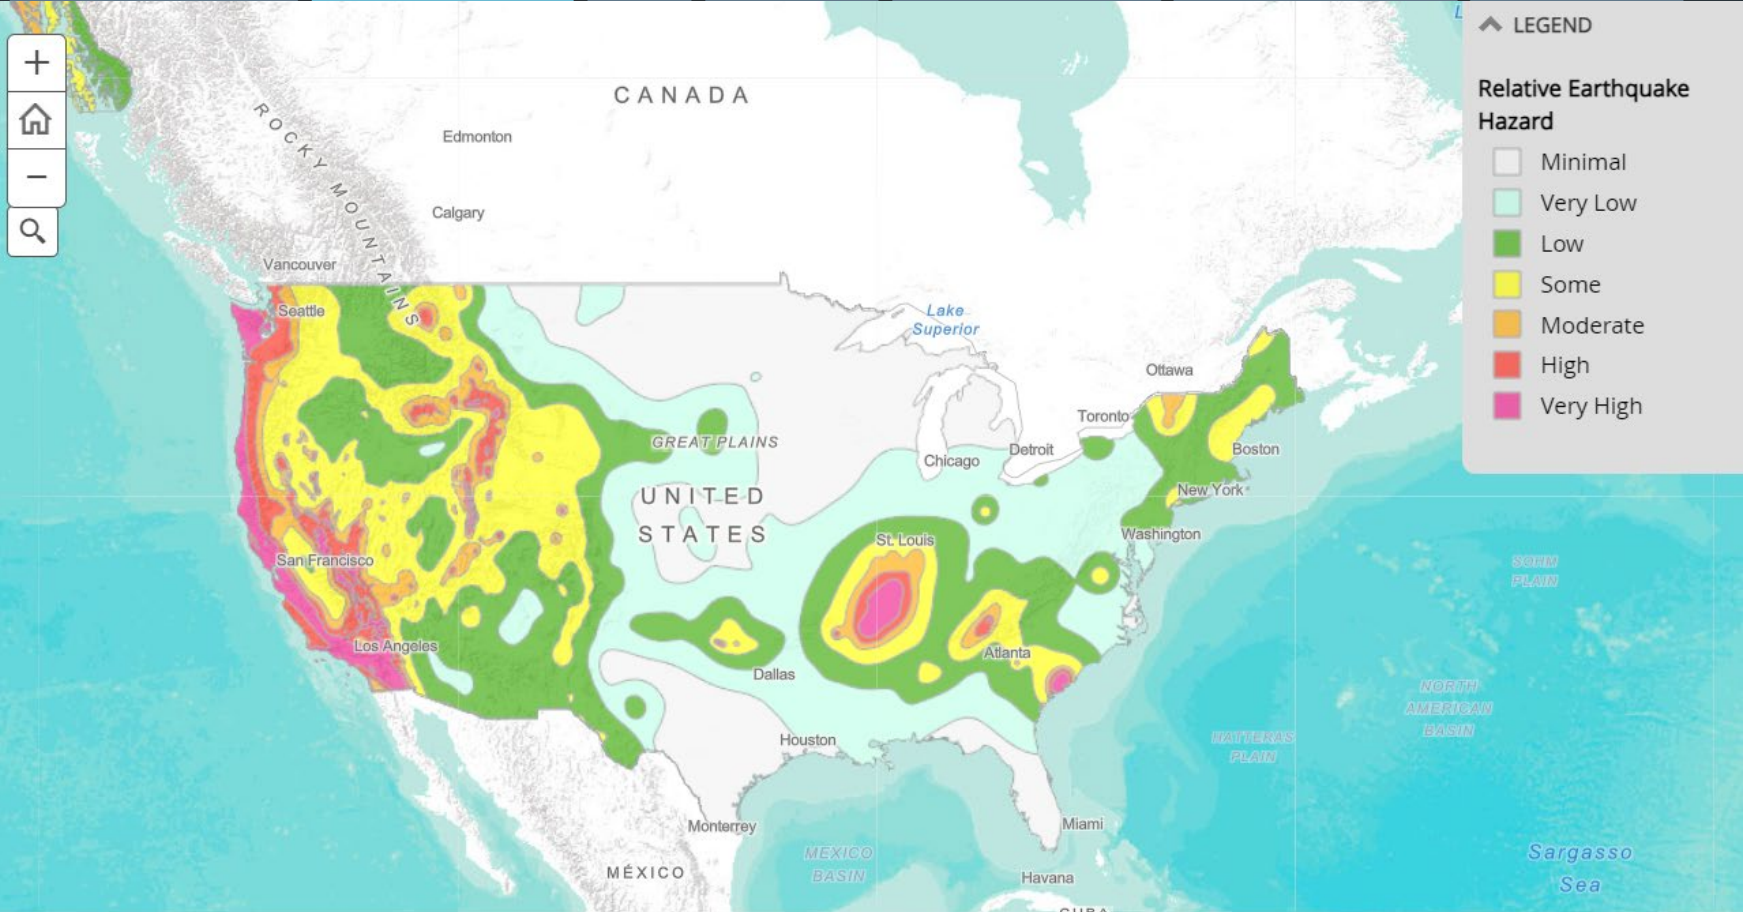 LEGEND
Relative Earthquake
Hazard
Minimal
Very Low
Low
Some
Moderate
High
Very High
CANADA
ROCKY MOUNTAINS
Edmonton
Calgary
Vancouver
Seattle
Lake
Superior
Ottawa
Toronto
GREAT PLAINS
Detroit
Boston
Chicago
New York
UNITED
STATES
Washington
St. Louis
San Francisco
SOHM
PLAIN
Los Angeles
Atlanta
Dallas
NORTH
AMERICAN
BASIN
Houston
HATTERAS
PLAIN
Monterrey
Miami
MEXICO
BASIN
MÉXICO
Havana
Sargasso
Sea
CUBA